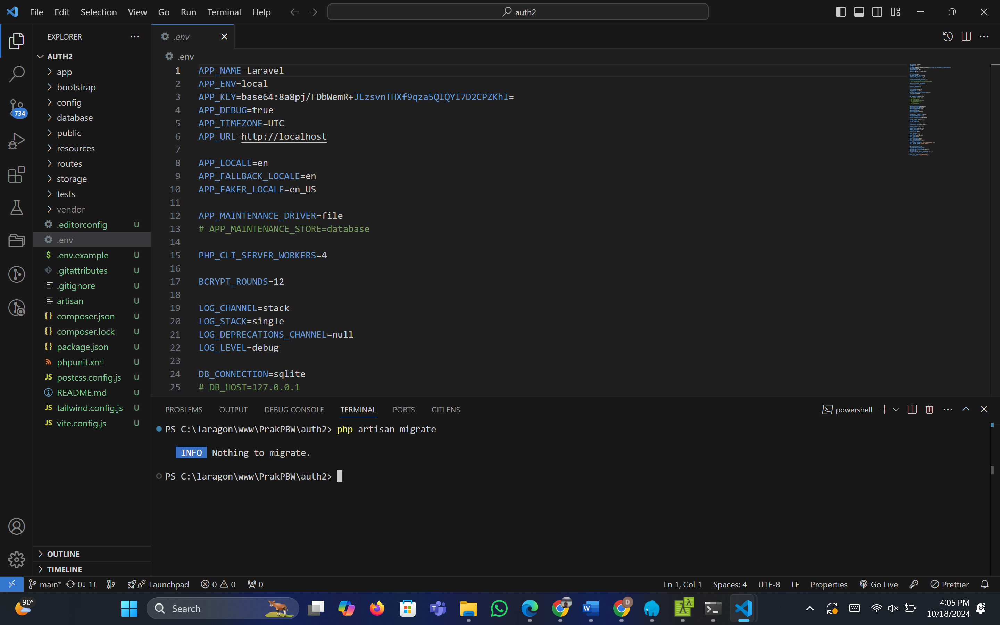 File Edit Selection View Go Run Terminal Help
auth2
EXPLORER
AUTH2
app
bootstrap
config
database
public
resources
routes
storage
tests
vendor
.editorconfig U
.env
.env.example U
.gitattributes U
.gitignore U
artisan U
composer.json U
composer.lock U
package.json U
phpunit.xml U
postcss.config.js U
README.md U
tailwind.config.js U
vite.config.js U
OUTLINE
TIMELINE
734
.env
.env
1 APP_NAME=Laravel
2 APP_ENV=local
3 APP_KEY=base64:8a8pj/FDbWemR+JEzsvnTHXf9qza5QIQYI7D2CPZKhI=
4 APP_DEBUG=true
5 APP_TIMEZONE=UTC
6 APP_URL=http://localhost
7
8 APP_LOCALE=en
9 APP_FALLBACK_LOCALE=en
10 APP_FAKER_LOCALE=en_US
11
12 APP_MAINTENANCE_DRIVER=file
13 # APP_MAINTENANCE_STORE=database
14
15 PHP_CLI_SERVER_WORKERS=4
16
17 BCRYPT_ROUNDS=12
18
19 LOG_CHANNEL=stack
20 LOG_STACK=single
21 LOG_DEPRECATIONS_CHANNEL=null
22 LOG_LEVEL=debug
23
24 DB_CONNECTION=sqlite
25 # DB_HOST=127.0.0.1
PROBLEMS OUTPUT DEBUG CONSOLE TERMINAL PORTS GITLENS
powershell
PS C:\laragon\www\PrakPBW\auth2> php artisan migrate
INFO Nothing to migrate.
PS C:\laragon\www\PrakPBW\auth2>
main* 0↓ 1↑ Launchpad 0 0 0
Ln 1, Col 1 Spaces: 4 UTF-8 LF Properties Go Live Prettier
90°
Search
4:05 PM
10/18/2024